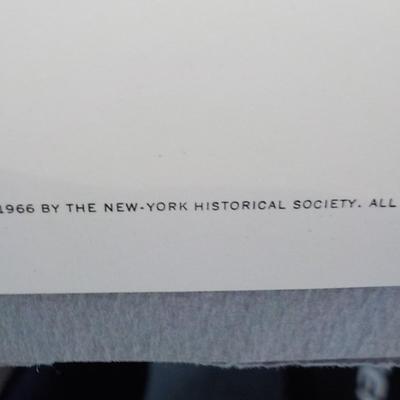 1966 BY THE NEW-YORK HISTORICAL SOCIETY. ALL